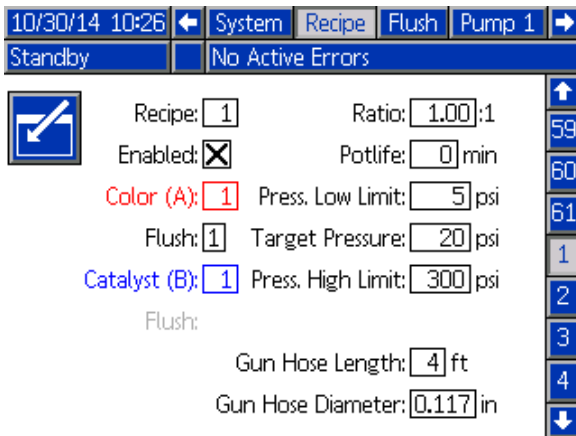 10/30/14 10:26 System Recipe Flush Pump 1
Standby No Active Errors
Recipe: 1 Ratio: 1.00 :1
59
Enabled: X Potlife: 0 min
60
Color (A): 1 Press. Low Limit: 5 psi
61
Flush: 1 Target Pressure: 20 psi
1
Catalyst (B): 1 Press. High Limit: 300 psi
2
Flush:
3
Gun Hose Length: 4 ft
4
Gun Hose Diameter: 0.117 in